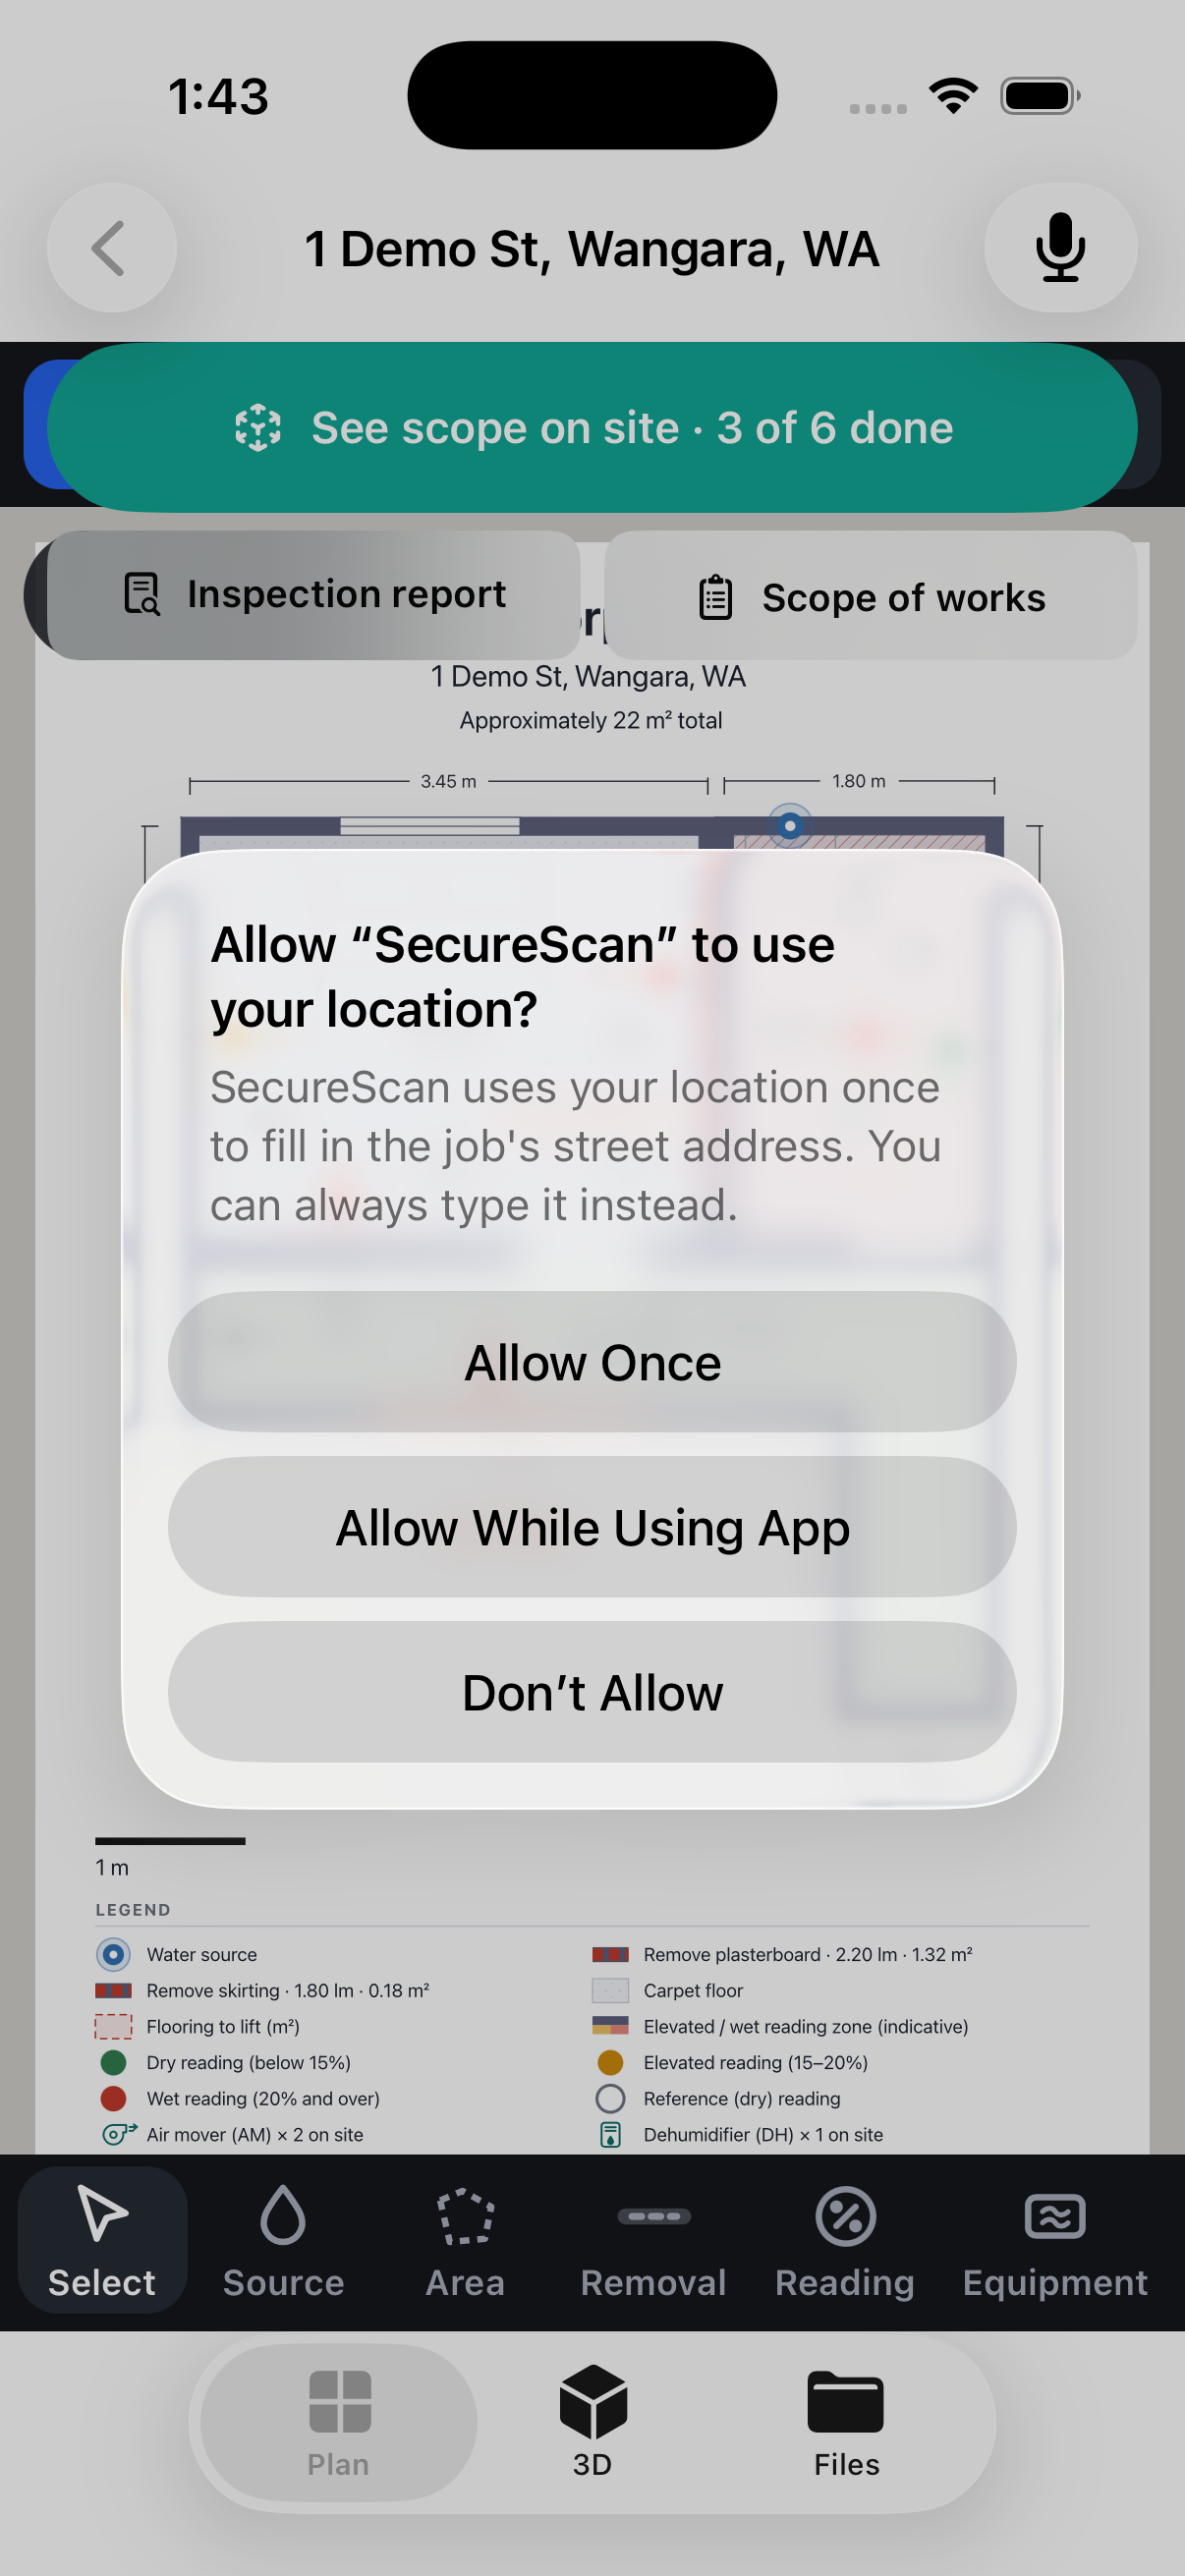 1:43
1 Demo St, Wangara, WA
See scope on site · 3 of 6 done
Inspection report
Scope of works
1 Demo St, Wangara, WA
Approximately 22 m² total
3.45 m
1.80 m
Allow “SecureScan” to use
your location?
SecureScan uses your location once
to fill in the job's street address. You
can always type it instead.
Allow Once
Allow While Using App
Don’t Allow
1 m
LEGEND
Water source
Remove plasterboard · 2.20 lm · 1.32 m²
Remove skirting · 1.80 lm · 0.18 m²
Carpet floor
Flooring to lift (m²)
Elevated / wet reading zone (indicative)
Dry reading (below 15%)
Elevated reading (15–20%)
Wet reading (20% and over)
Reference (dry) reading
Air mover (AM) × 2 on site
Dehumidifier (DH) × 1 on site
Select
Source
Area
Removal
Reading
Equipment
Plan
3D
Files